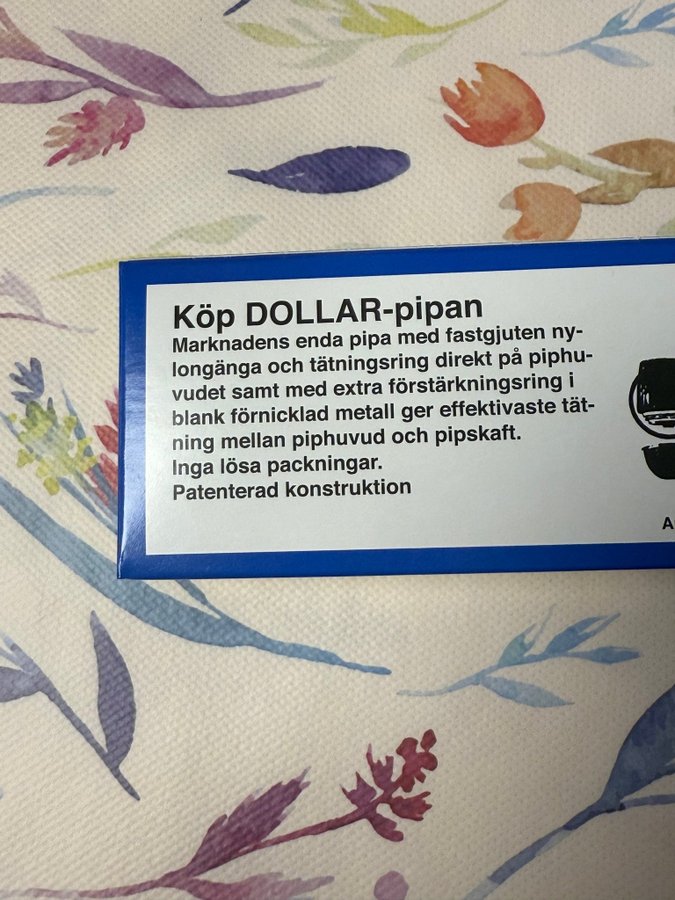 Köp DOLLAR-pipan
Marknadens enda pipa med fastgjuten ny-
longänga och tätningsring direkt på piphu-
vudet samt med extra förstärkningsring i
blank förnicklad metall ger effektivaste tät-
ning mellan piphuvud och pipskaft.
Inga lösa packningar.
Patenterad konstruktion